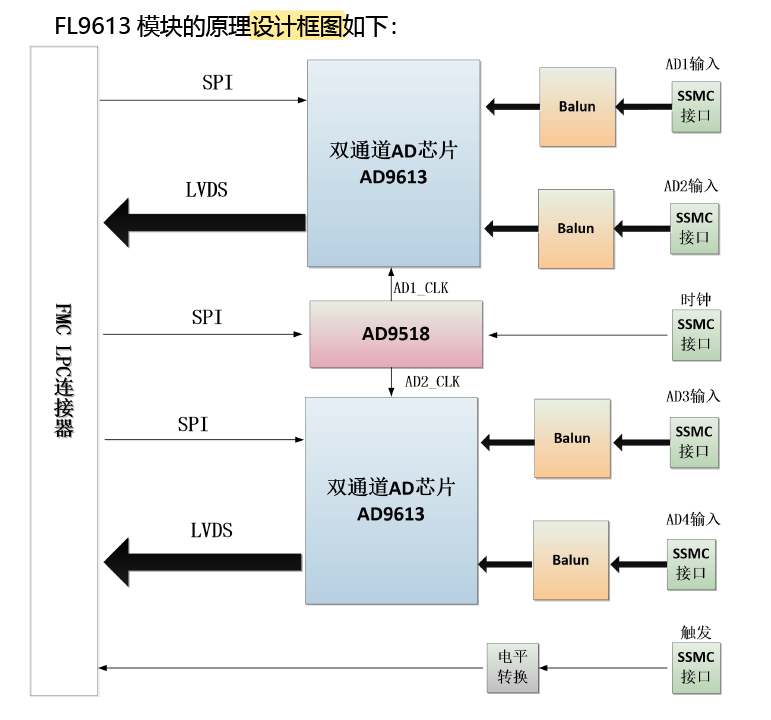 FL9613 模块的原理设计框图如下：
AD1输入
SPI
SSMC
接口
Balun
双通道AD芯片
AD9613
LVDS
AD2输入
SSMC
接口
Balun
AD1_CLK
时钟
SSMC
接口
SPI
AD9518
FMC LPC连接器
AD2_CLK
AD3输入
SPI
SSMC
接口
Balun
双通道AD芯片
AD9613
LVDS
AD4输入
SSMC
接口
Balun
触发
SSMC
接口
电平
转换